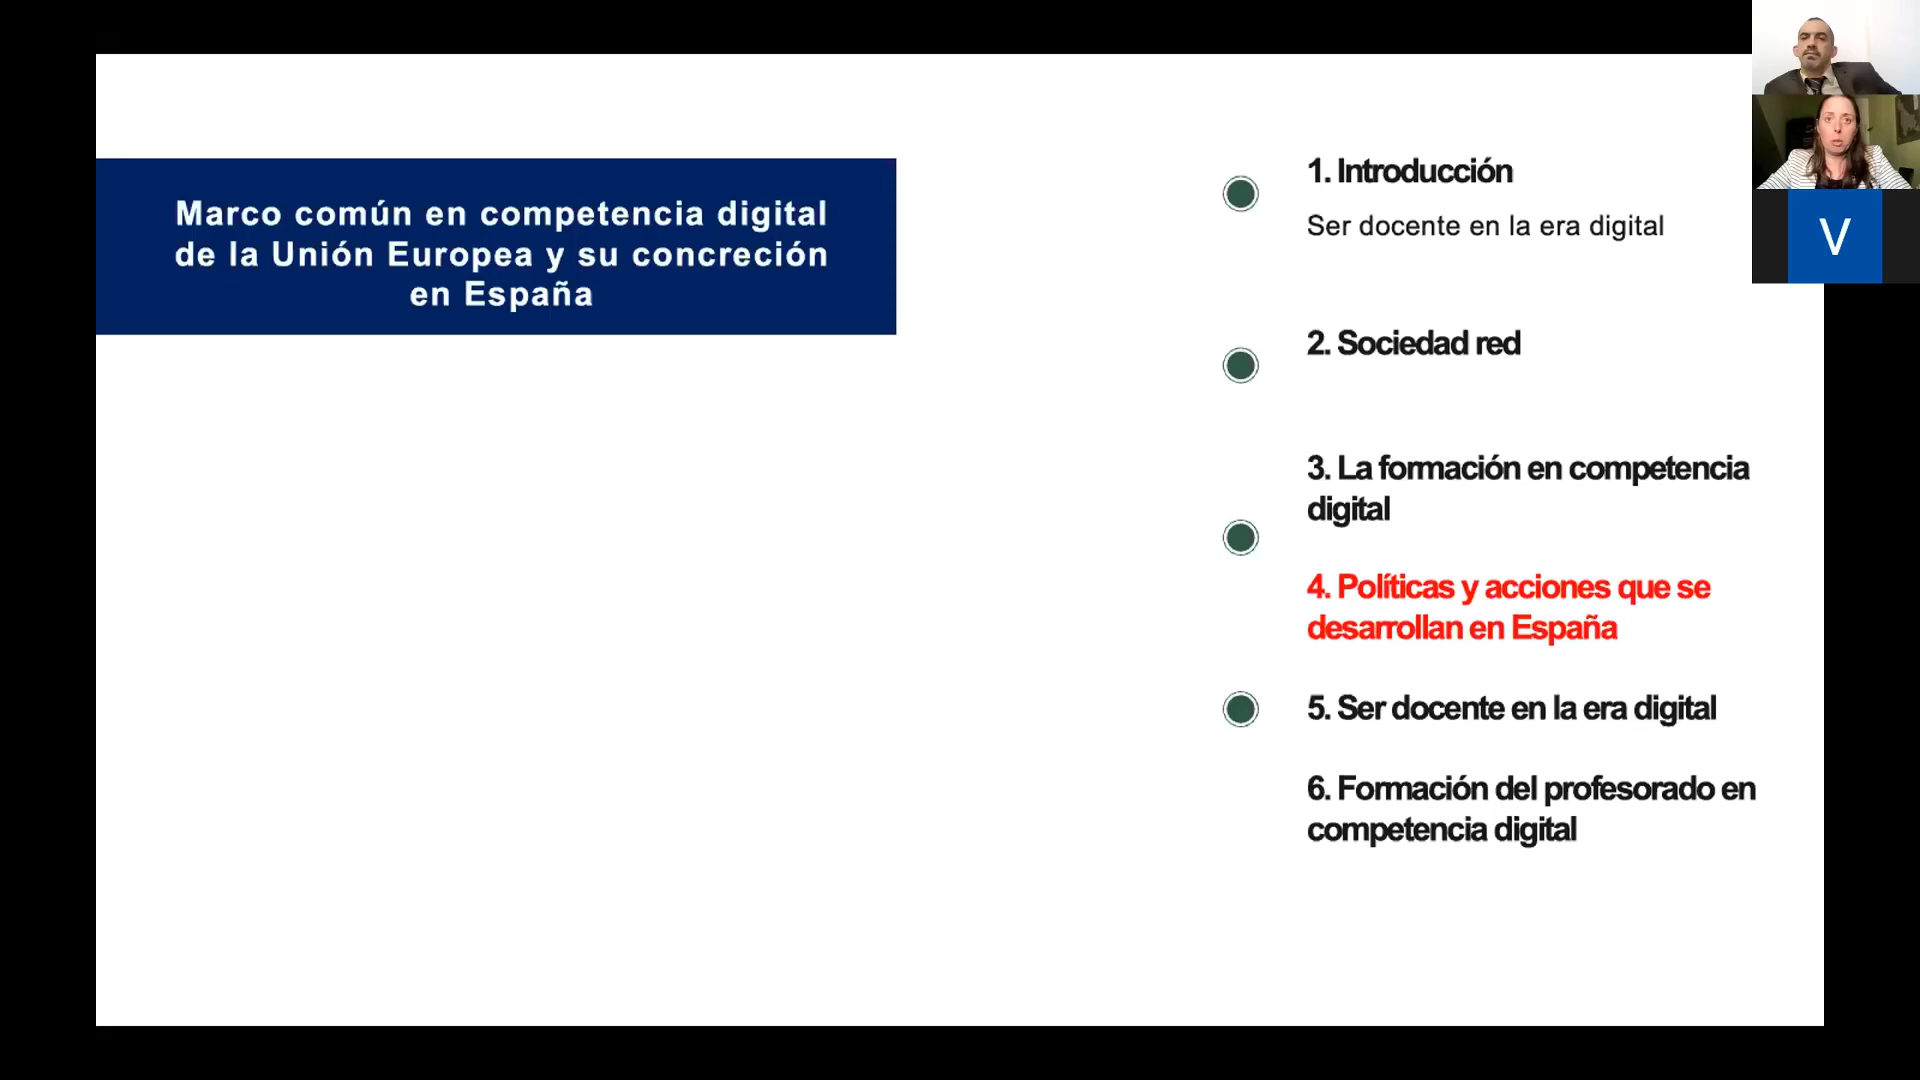 Marco común en competencia digital
de la Unión Europea y su concreción
en España
1. Introducción
Ser docente en la era digital
2. Sociedad red
3. La formación en competencia
digital
4. Políticas y acciones que se
desarrollan en España
5. Ser docente en la era digital
6. Formación del profesorado en
competencia digital
V